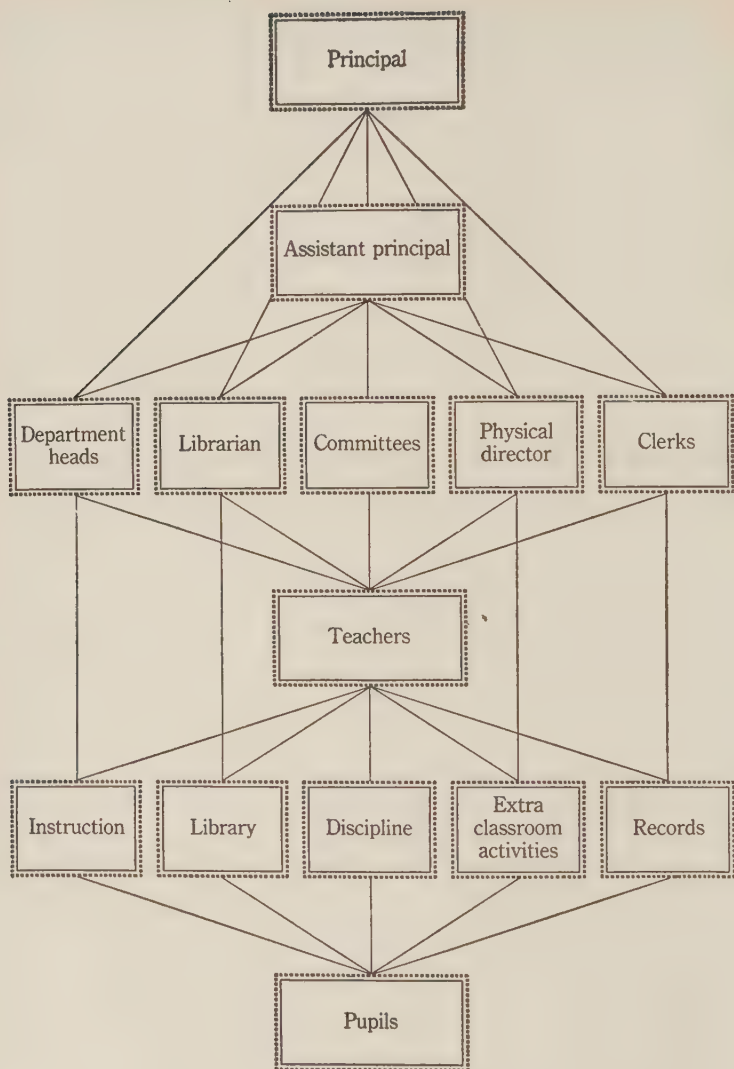 Principal
Assistant principal
Department
heads
Librarian
Committees
Physical
director
Clerks
Teachers
Instruction
Library
Discipline
Extra
classroom
activities
Records
Pupils